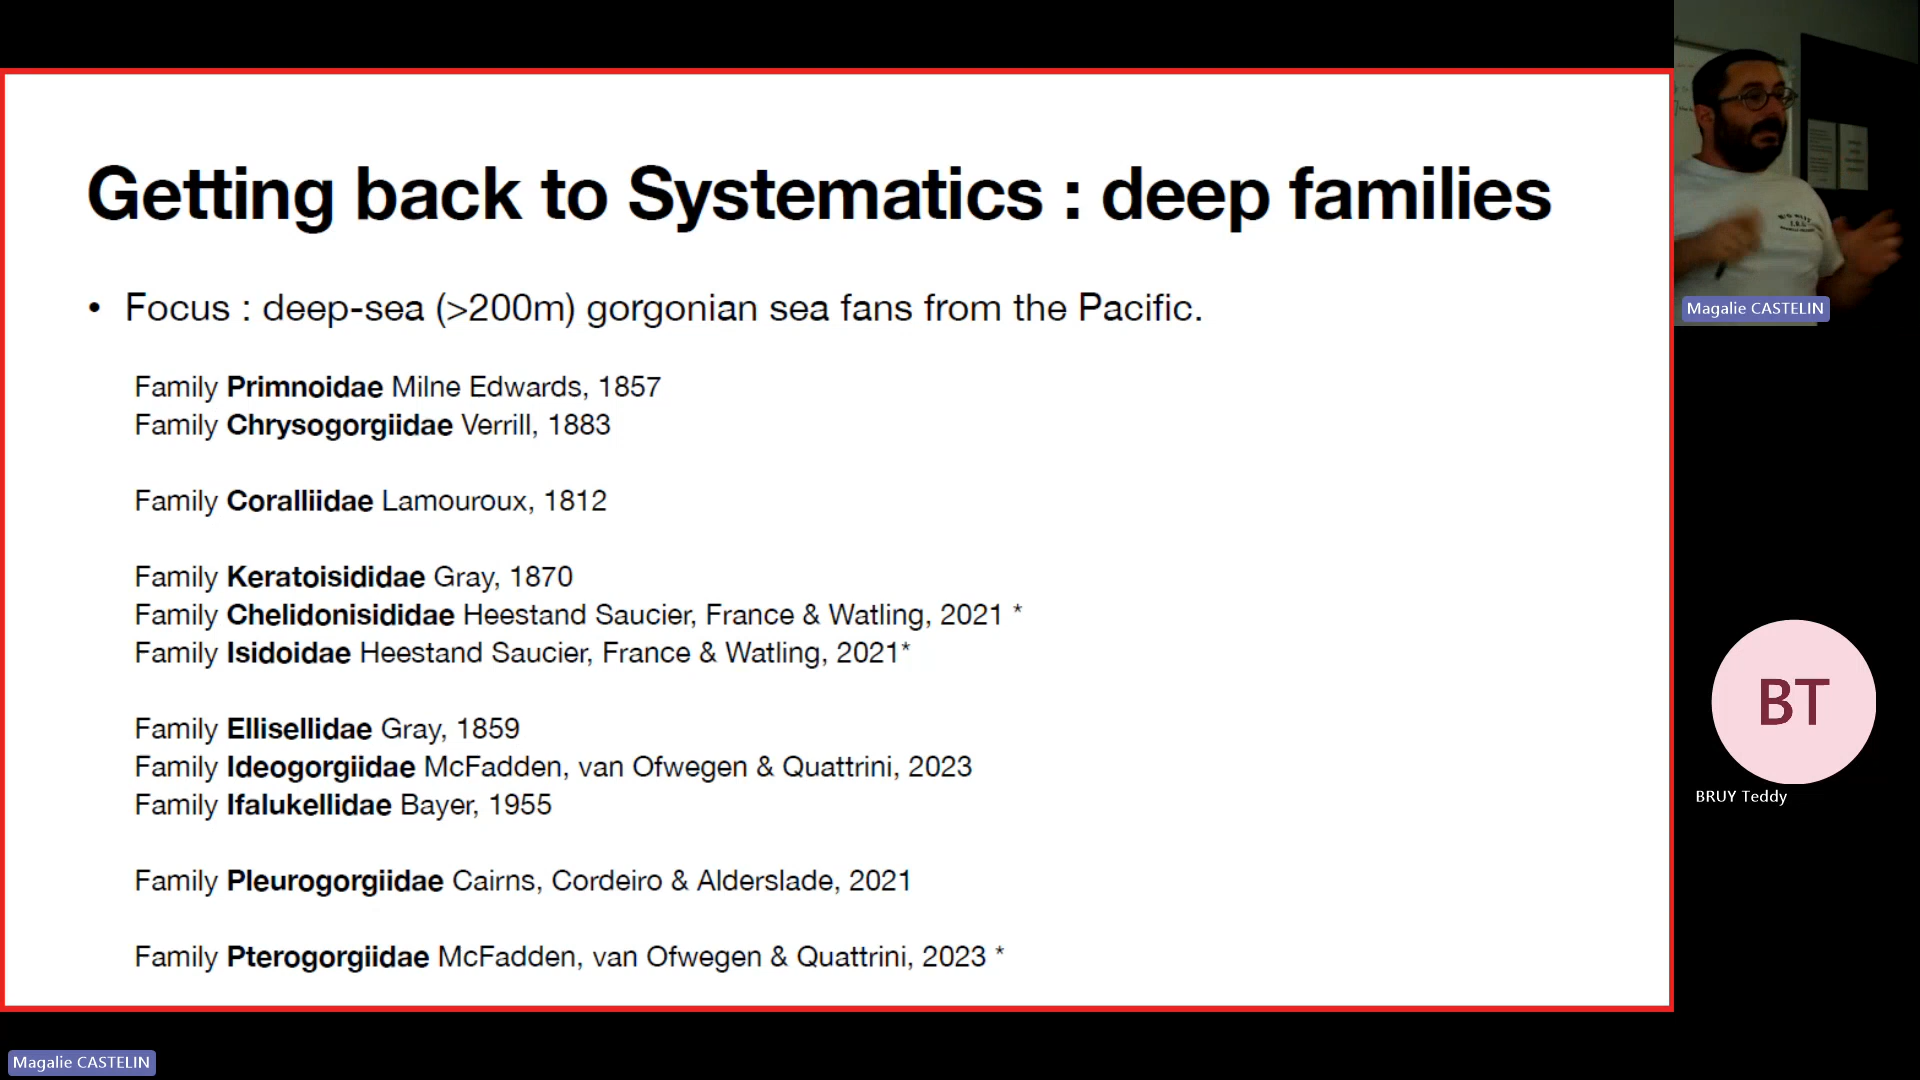 Getting back to Systematics : deep families
• Focus : deep-sea (>200m) gorgonian sea fans from the Pacific.
Family Primnoidae Milne Edwards, 1857
Family Chrysogorgiidae Verrill, 1883
Family Coralliidae Lamouroux, 1812
Family Keratoisididae Gray, 1870
Family Chelidonisididae Heestand Saucier, France & Watling, 2021 *
Family Isidoidae Heestand Saucier, France & Watling, 2021*
Family Ellisellidae Gray, 1859
Family Ideogorgiidae McFadden, van Ofwegen & Quattrini, 2023
Family Ifalukellidae Bayer, 1955
Family Pleurogorgiidae Cairns, Cordeiro & Alderslade, 2021
Family Pterogorgiidae McFadden, van Ofwegen & Quattrini, 2023 *
Magalie CASTELIN
BT
BRUY Teddy
Magalie CASTELIN